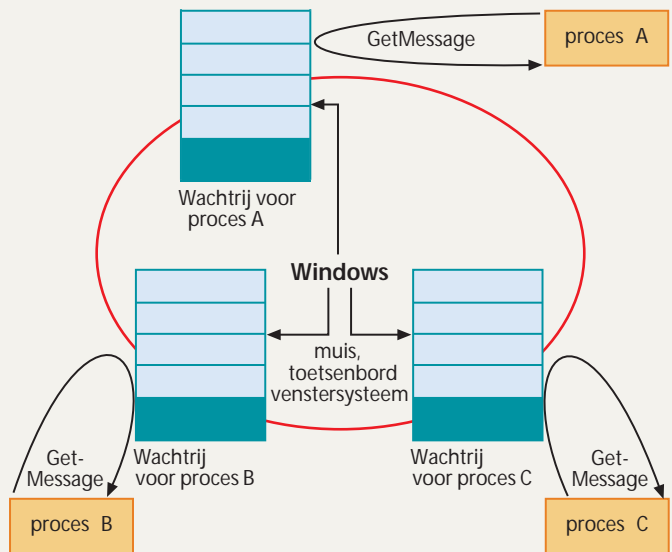 GetMessage
proces A
Wachtrij voor
proces A
Windows
muis,
toetsenbord
venstersysteem
Get-
Message
proces B
Wachtrij
voor proces B
Wachtrij
voor proces C
Get-
Message
proces C